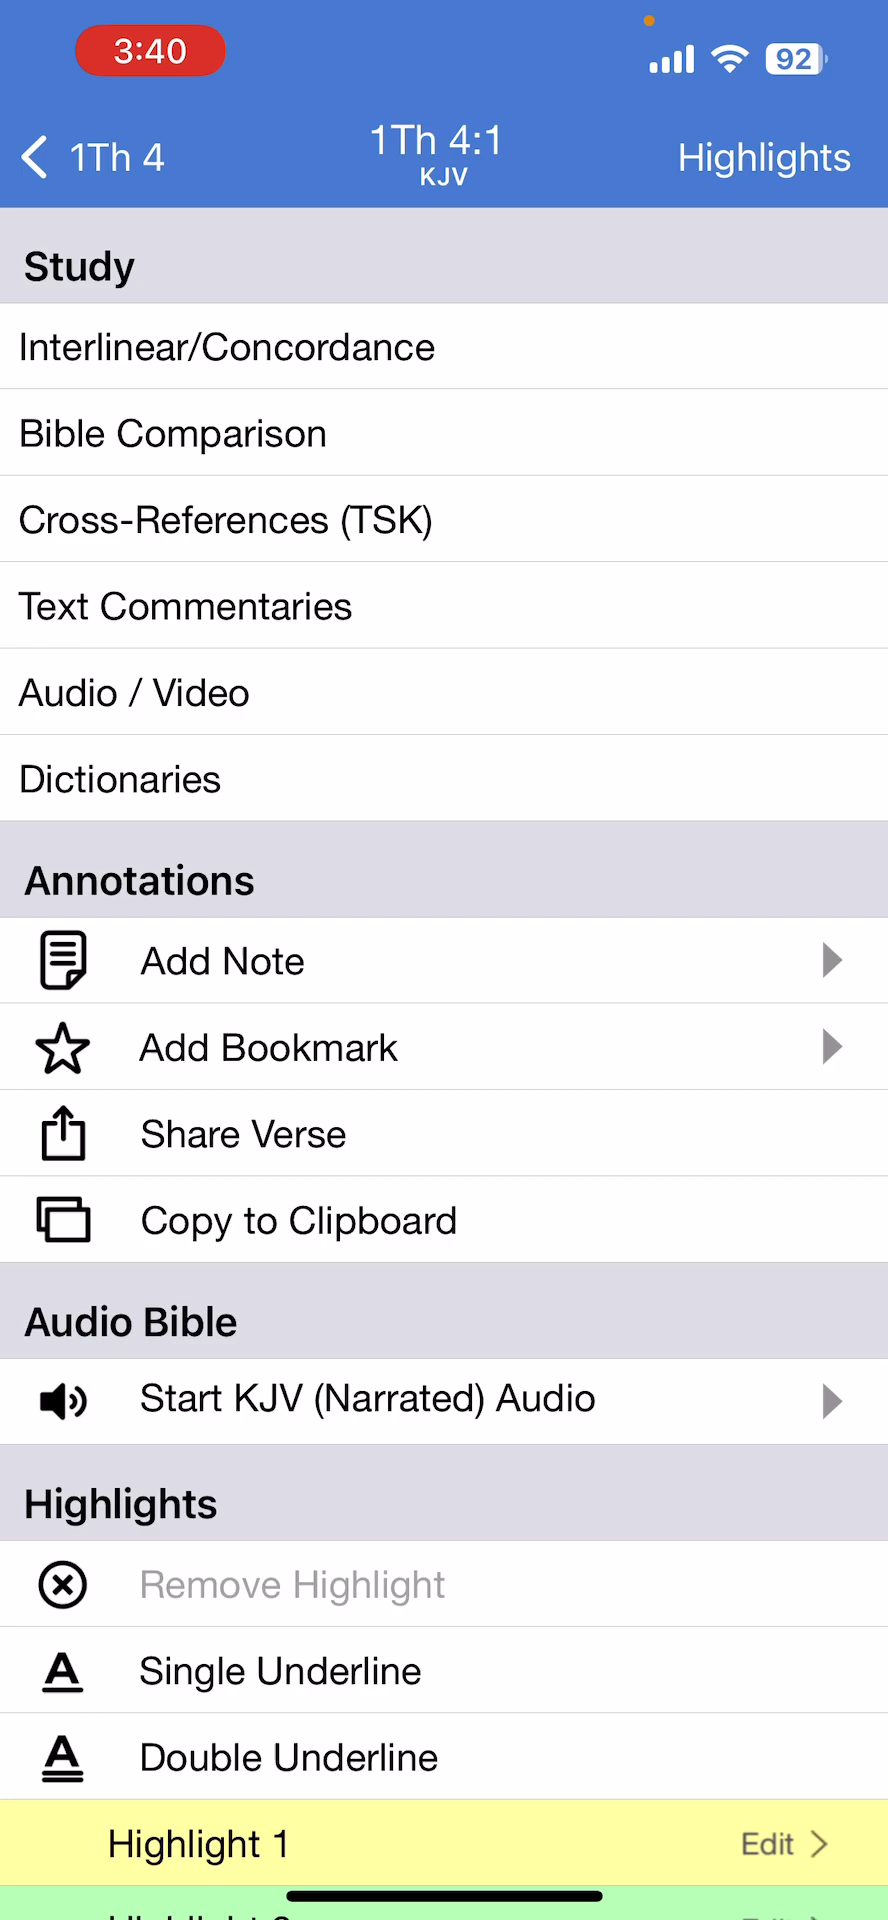 3:40
92
1Th 4
1Th 4:1
KJV
Highlights
Study
Interlinear/Concordance
Bible Comparison
Cross-References (TSK)
Text Commentaries
Audio / Video
Dictionaries
Annotations
Add Note
Add Bookmark
Share Verse
Copy to Clipboard
Audio Bible
Start KJV (Narrated) Audio
Highlights
Remove Highlight
A Single Underline
A Double Underline
Highlight 1 Edit